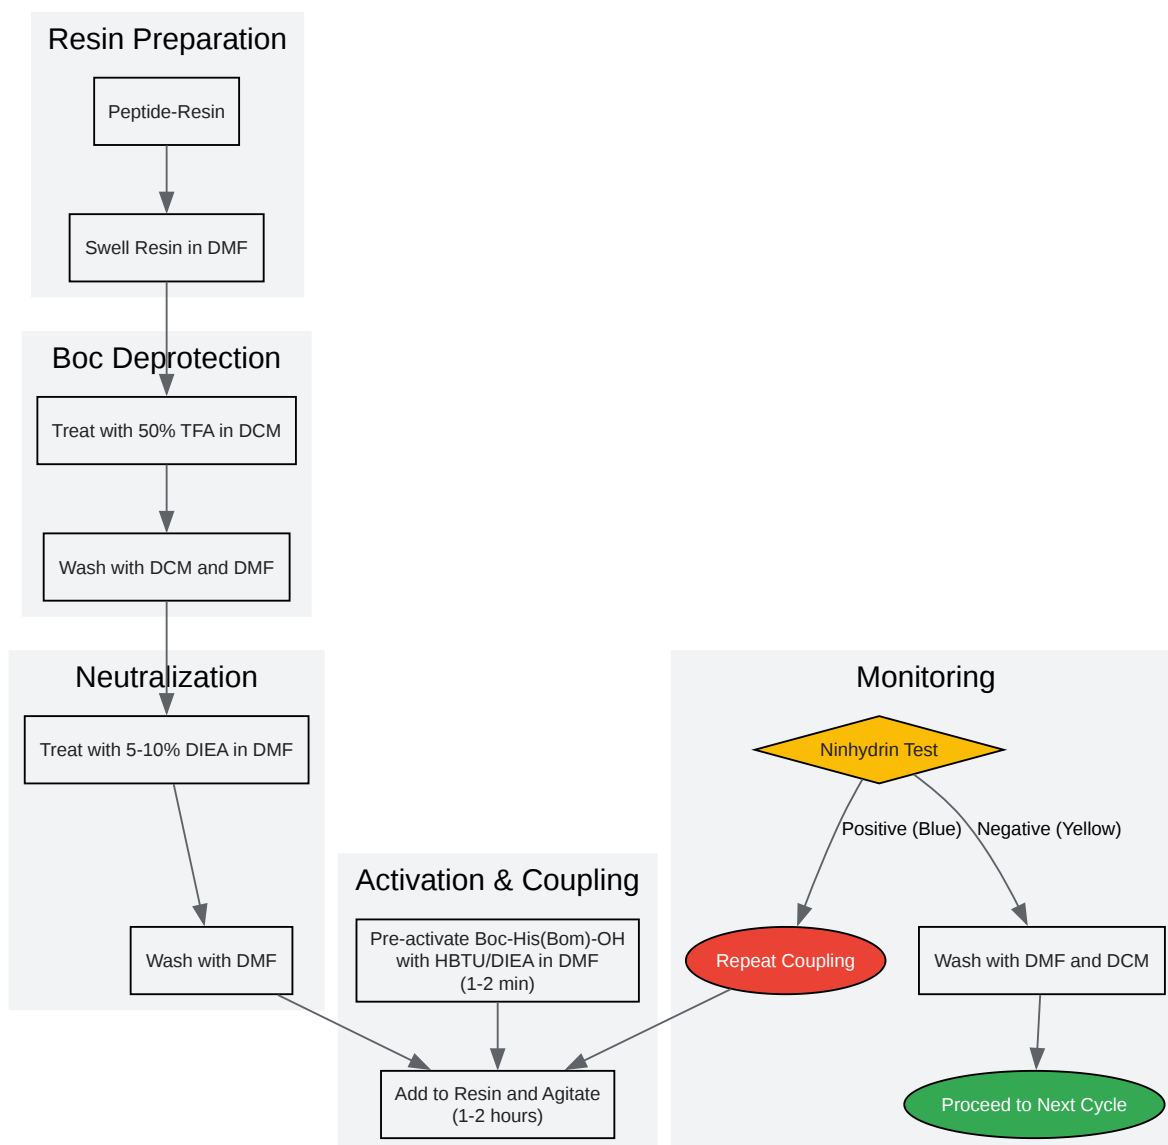 Resin Preparation
Peptide-Resin
Swell Resin in DMF
Boc Deprotection
Treat with 50% TFA in DCM
Wash with DCM and DMF
Neutralization
Treat with 5-10% DIEA in DMF
Wash with DMF
Activation & Coupling
Pre-activate Boc-His(Bom)-OH
with HBTU/DIEA in DMF
(1-2 min)
Add to Resin and Agitate
(1-2 hours)
Monitoring
Ninhydrin Test
Positive (Blue)
Negative (Yellow)
Repeat Coupling
Wash with DMF and DCM
Proceed to Next Cycle